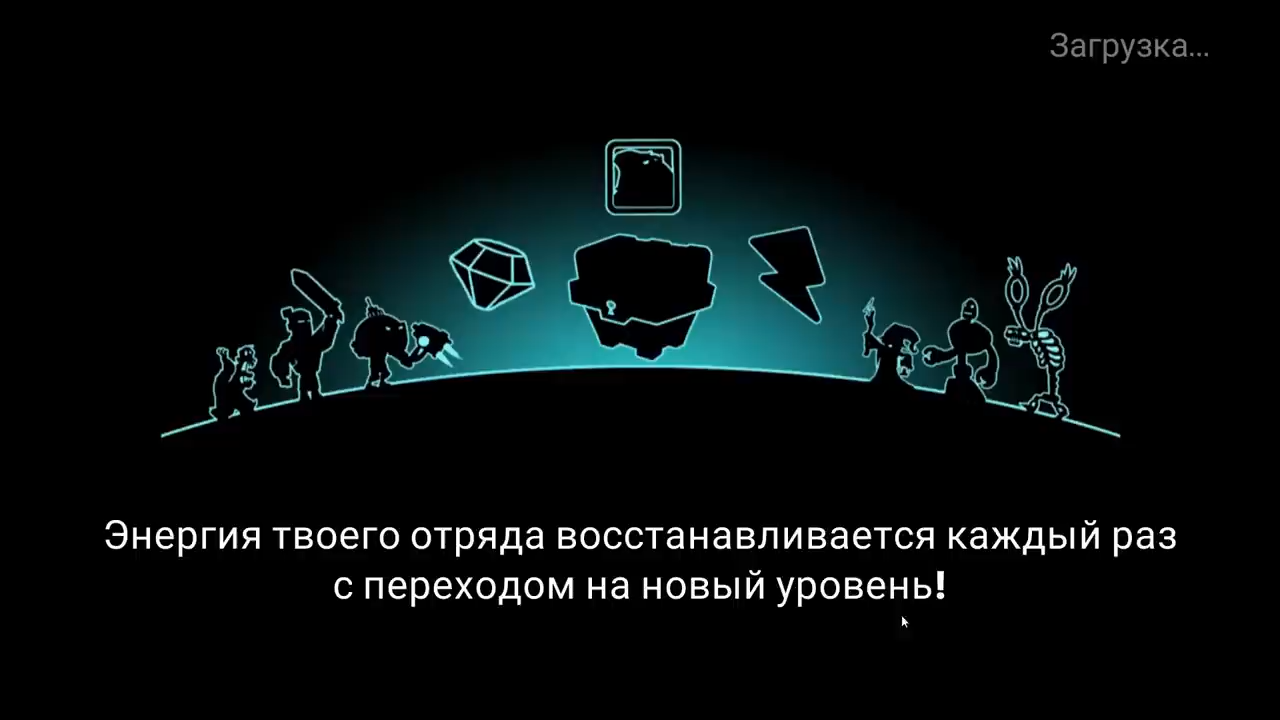 Загрузка...
Энергия твоего отряда восстанавливается каждый раз
с переходом на новый уровень!